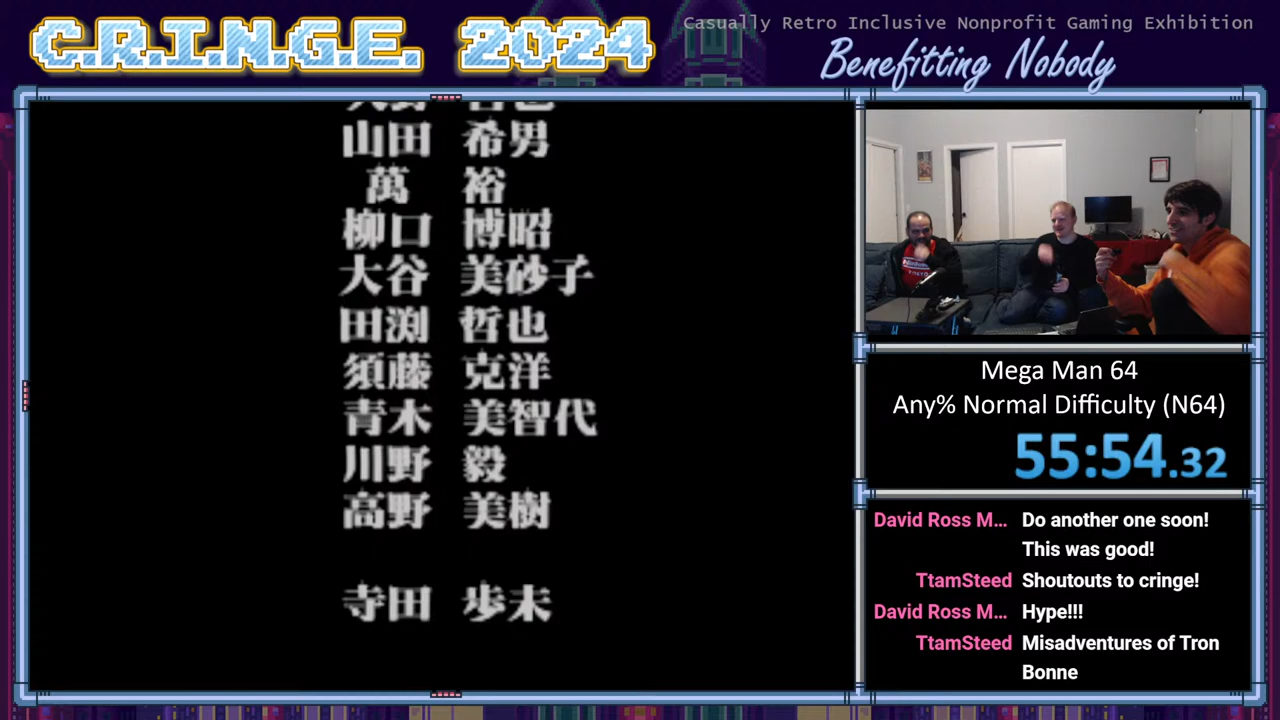 C.R.I.N.G.E. 2024
Casually Retro Inclusive Nonprofit Gaming Exhibition
Benefitting Nobody
山田 希男
萬 裕
柳口 博昭
大谷 美砂子
田渕 哲也
須藤 克洋
青木 美智代
川野 毅
高野 美樹
寺田 歩未
Mega Man 64
Any% Normal Difficulty (N64)
55:54.32
David Ross M... Do another one soon!
This was good!
TtamSteed Shoutouts to cringe!
David Ross M... Hype!!!
TtamSteed Misadventures of Tron
Bonne